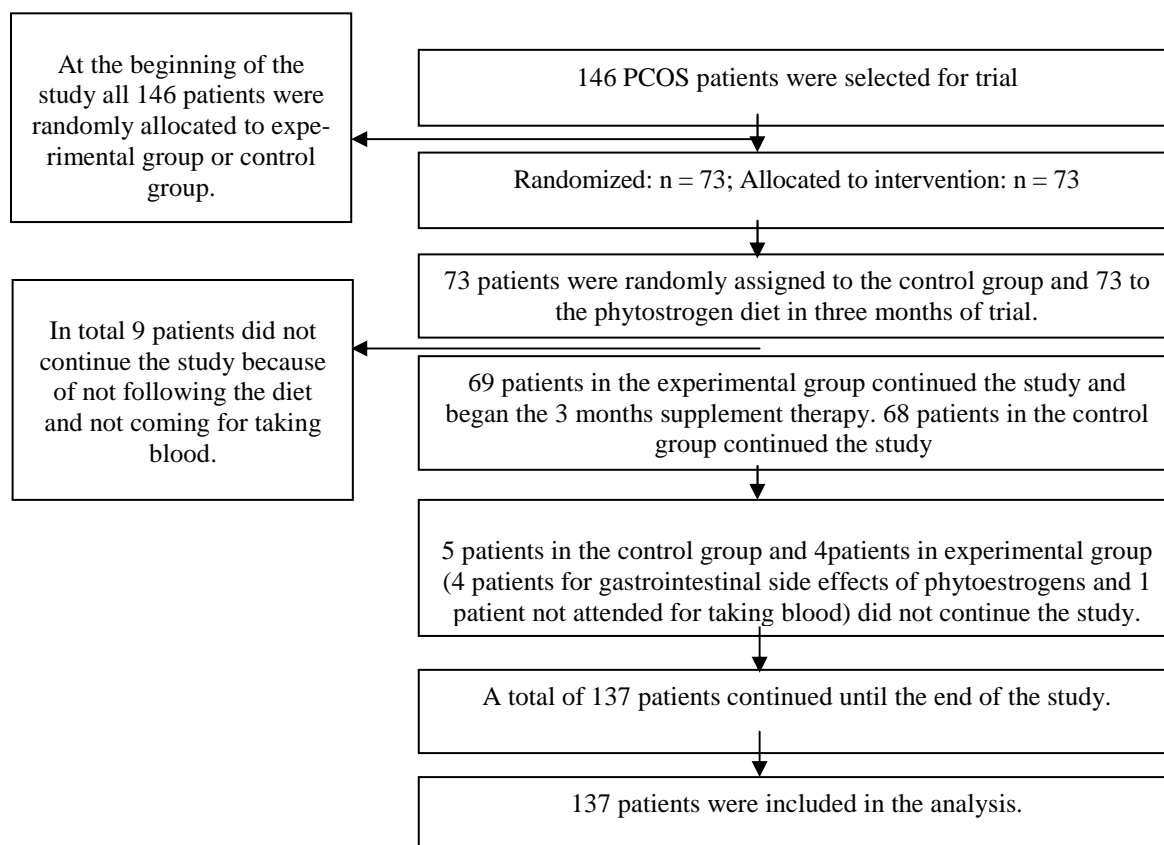 At the beginning of the
study all 146 patients were
randomly allocated to expe-
rimental group or control
group.
146 PCOS patients were selected for trial
Randomized: n = 73; Allocated to intervention: n = 73
73 patients were randomly assigned to the control group and 73 to
the phytostrogen diet in three months of trial.
In total 9 patients did not
continue the study because
of not following the diet
and not coming for taking
blood.
69 patients in the experimental group continued the study and
began the 3 months supplement therapy. 68 patients in the control
group continued the study
5 patients in the control group and 4patients in experimental group
(4 patients for gastrointestinal side effects of phytoestrogens and 1
patient not attended for taking blood) did not continue the study.
A total of 137 patients continued until the end of the study.
137 patients were included in the analysis.